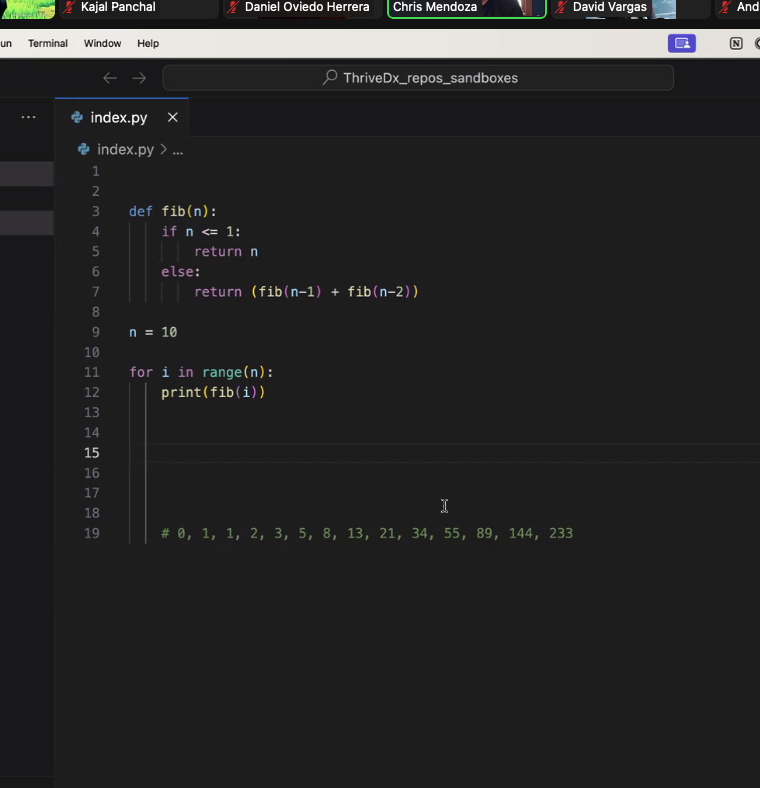 Kajal Panchal Daniel Oviedo Herrera Chris Mendoza David Vargas And
un Terminal Window Help
ThriveDx_repos_sandboxes
... index.py
index.py > ...
1
2
3 def fib(n):
4 if n <= 1:
5 return n
6 else:
7 return (fib(n-1) + fib(n-2))
8
9 n = 10
10
11 for i in range(n):
12 print(fib(i))
13
14
15
16
17
18
19 # 0, 1, 1, 2, 3, 5, 8, 13, 21, 34, 55, 89, 144, 233